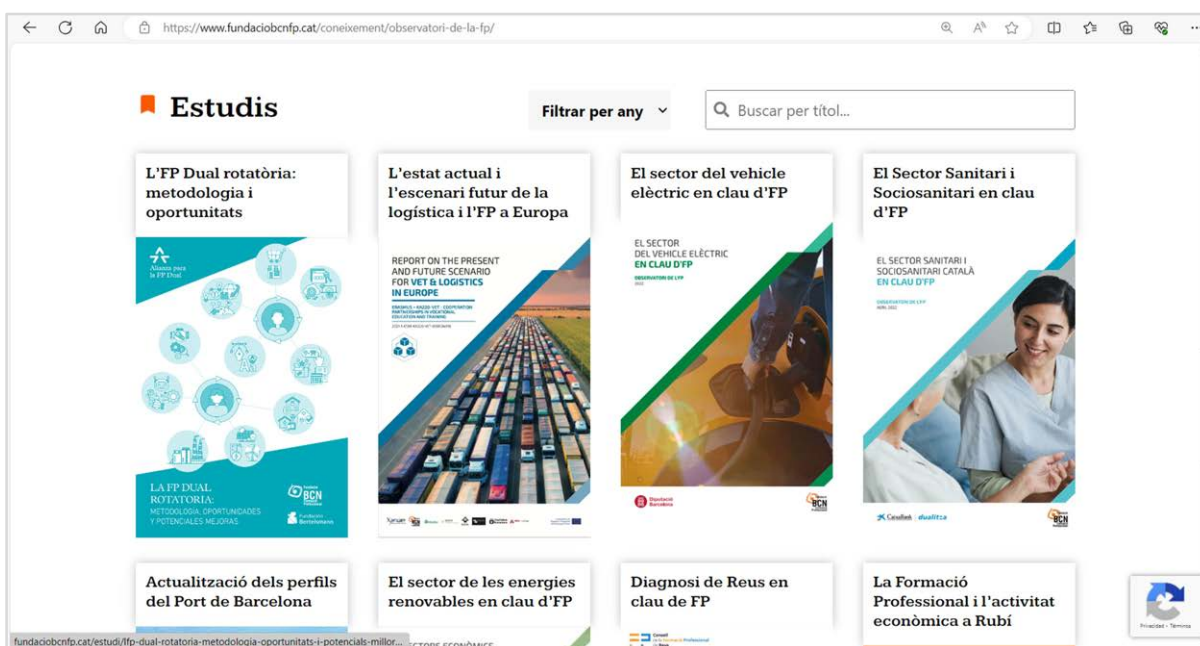 https://www.fundaciobcnfp.cat/coneixement/observatori-de-la-fp/
Estudis
Filtrar per any
Buscar per títol...
L'FP Dual rotatòria:
metodologia i
oportunitats
L'estat actual i
l'escenari futur de la
logística i l'FP a Europa
El sector del vehicle
elèctric en clau d'FP
El Sector Sanitari i
Sociosanitari en clau
d'FP
Alianza para
la FP Dual
LA FP DUAL
ROTATORIA:
METODOLOGIA, OPORTUNIDADES
Y POTENCIALES MEJORAS
BCN
Fundación
Bertelsmann
REPORT ON THE PRESENT
AND FUTURE SCENARIO
FOR VET & LOGISTICS
IN EUROPE
EL SECTOR
DEL VEHICLE ELÈCTRIC
EN CLAU D'FP
OBSERVATORI DE L'FP
2022
Diputació
Barcelona
BCN
EL SECTOR SANITARI I
SOCIOSANITARI CATALÀ
EN CLAU D'FP
OBSERVATORI DE L'FP
ABRIL 2022
CaixaBank dualitza
BCN
Actualització dels perfils
del Port de Barcelona
El sector de les energies
renovables en clau d'FP
Diagnosi de Reus en
clau de FP
La Formació
Professional i l'activitat
econòmica a Rubí
Privacidad - Términos
fundaciobcnfp.cat/estudi/lfp-dual-rotatoria-metodologia-oportunitats-i-potencials-millor...